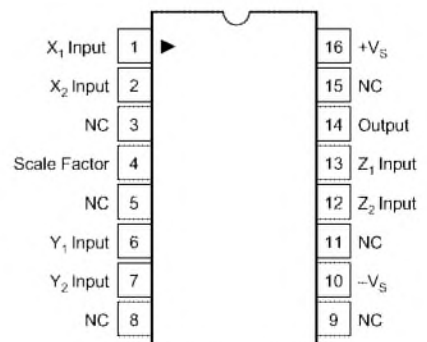 X₁ Input 1 16 +Vₛ
X₂ Input 2 15 NC
NC 3 14 Output
Scale Factor 4 13 Z₁ Input
NC 5 12 Z₂ Input
Y₁ Input 6 11 NC
Y₂ Input 7 10 –Vₛ
NC 8 9 NC